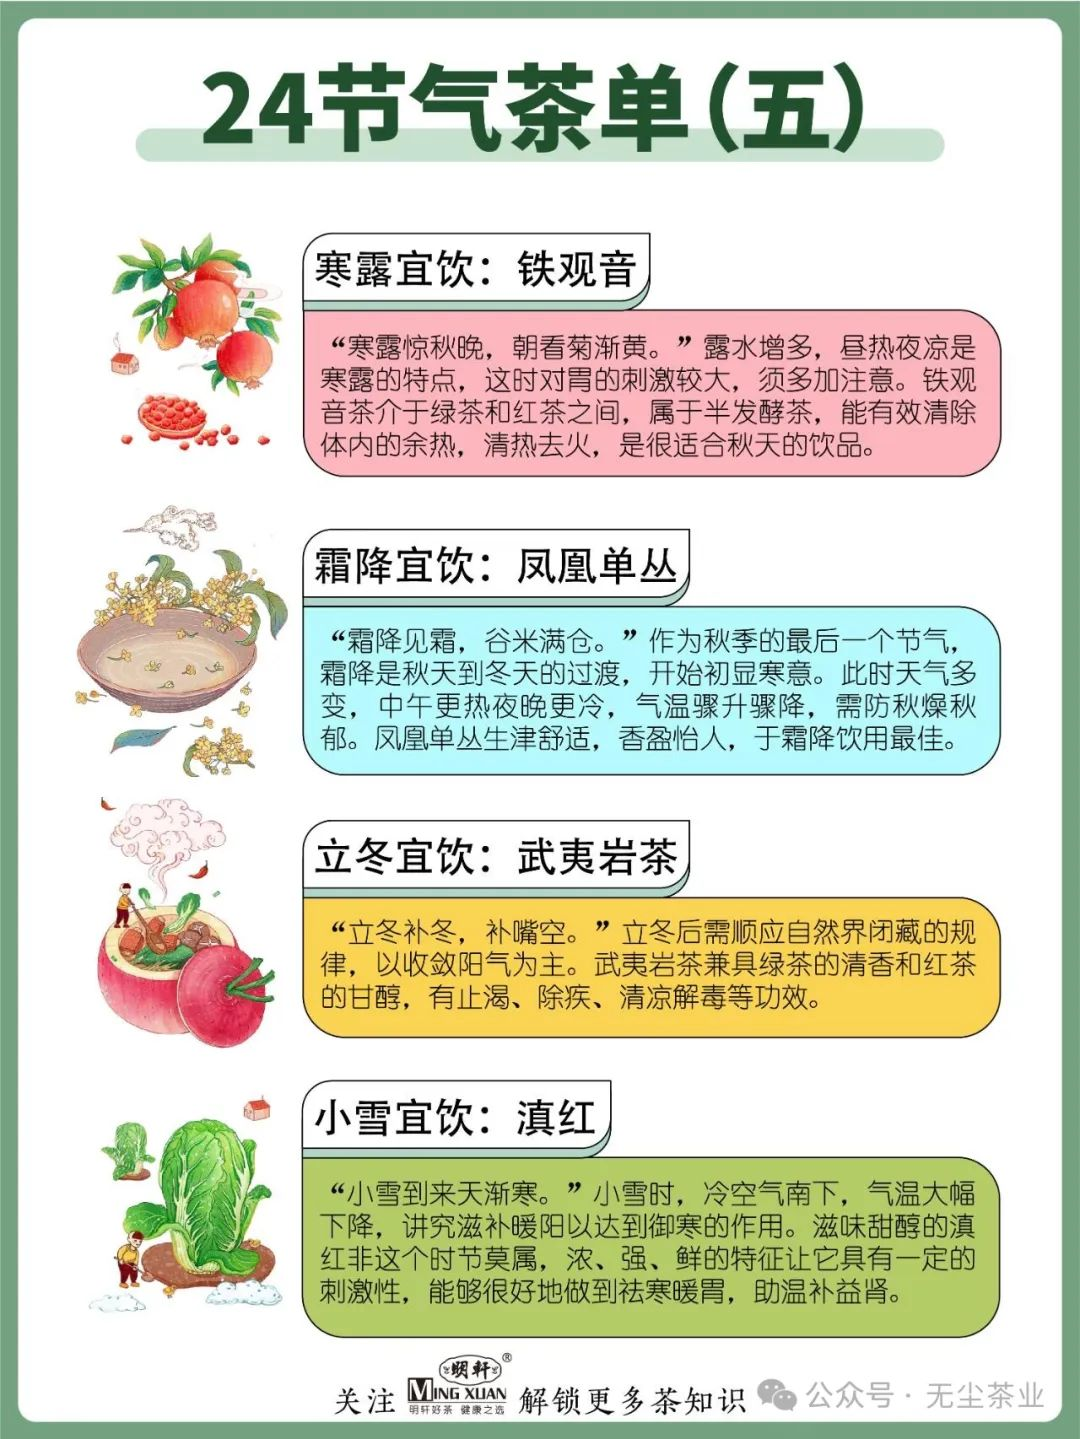 24节气茶单(五)
寒露宜饮：铁观音
“寒露惊秋晚，朝看菊渐黄。”露水增多，昼热夜凉是
寒露的特点，这时对胃的刺激较大，须多加注意。铁观
音茶介于绿茶和红茶之间，属于半发酵茶，能有效清除
体内的余热，清热去火，是很适合秋天的饮品。
霜降宜饮：凤凰单丛
“霜降见霜，谷米满仓。”作为秋季的最后一个节气，
霜降是秋天到冬天的过渡，开始初显寒意。此时天气多
变，中午更热夜晚更冷，气温骤升骤降，需防秋燥秋
郁。凤凰单丛生津舒适，香盈怡人，于霜降饮用最佳。
立冬宜饮：武夷岩茶
“立冬补冬，补嘴空。”立冬后需顺应自然界闭藏的规
律，以收敛阳气为主。武夷岩茶兼具绿茶的清香和红茶
的甘醇，有止渴、除疾、清凉解毒等功效。
小雪宜饮：滇红
“小雪到来天渐寒。”小雪时，冷空气南下，气温大幅
下降，讲究滋补暖阳以达到御寒的作用。滋味甜醇的滇
红非这个时节莫属，浓、强、鲜的特征让它具有一定的
刺激性，能够很好地做到祛寒暖胃，助温补益肾。
关注 明轩® MING XUAN 明轩好茶 健康之选 解锁更多茶知识
公众号·无尘茶业